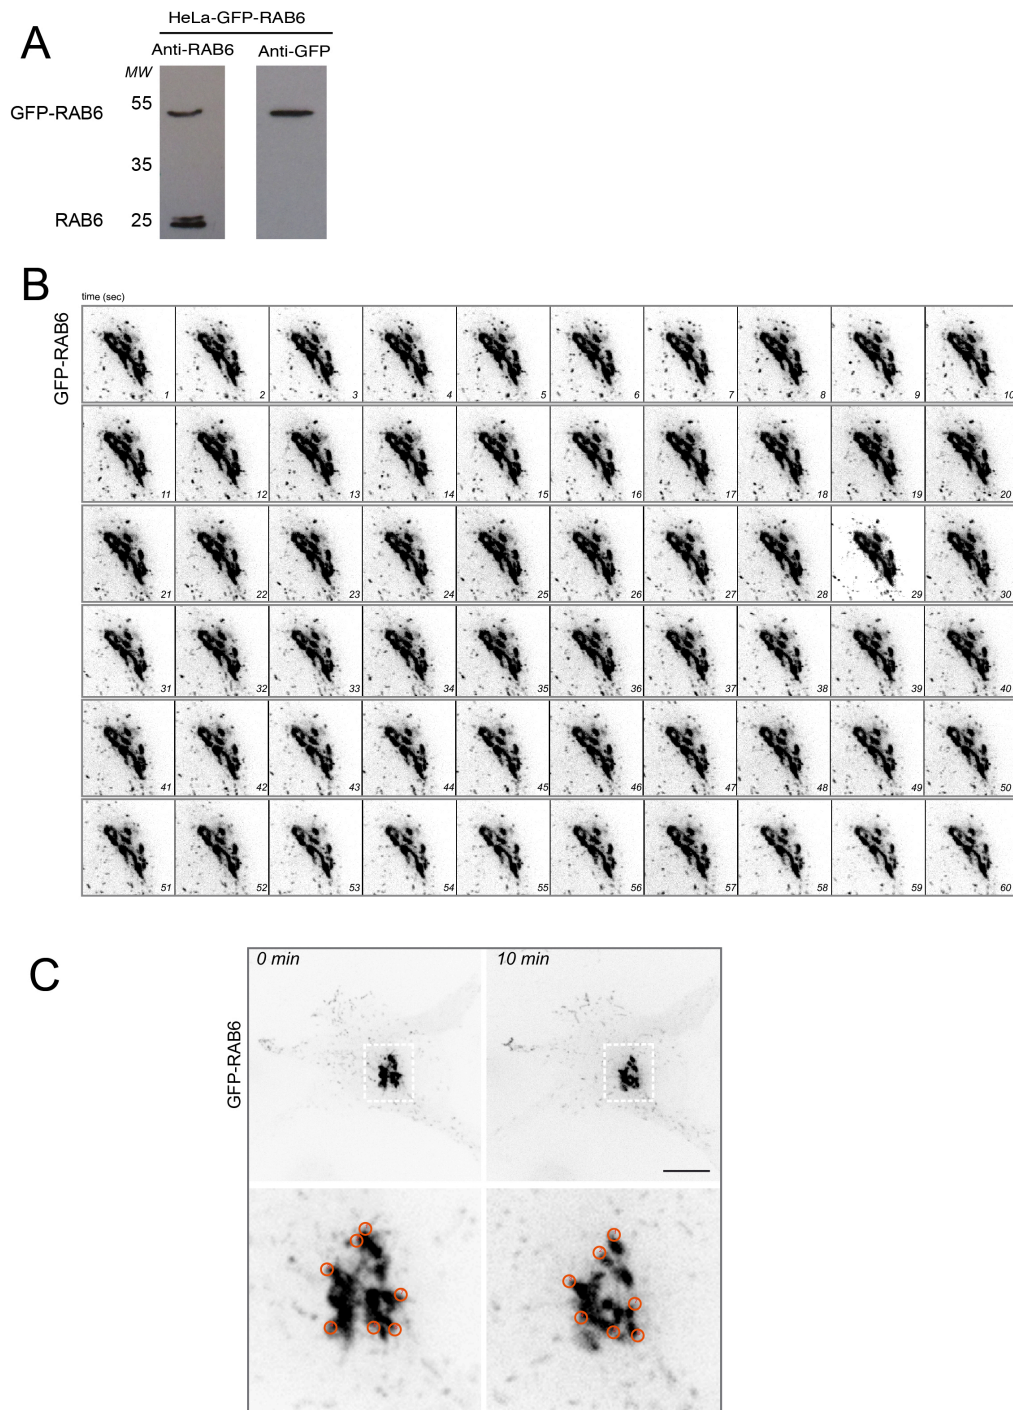 A
HeLa-GFP-RAB6
Anti-RAB6 Anti-GFP
MW
GFP-RAB6 55
35
RAB6 25
B
time (sec)
GFP-RAB6
1 2 3 4 5 6 7 8 9 10
11 12 13 14 15 16 17 18 19 20
21 22 23 24 25 26 27 28 29 30
31 32 33 34 35 36 37 38 39 40
41 42 43 44 45 46 47 48 49 50
51 52 53 54 55 56 57 58 59 60
C
0 min 10 min
GFP-RAB6